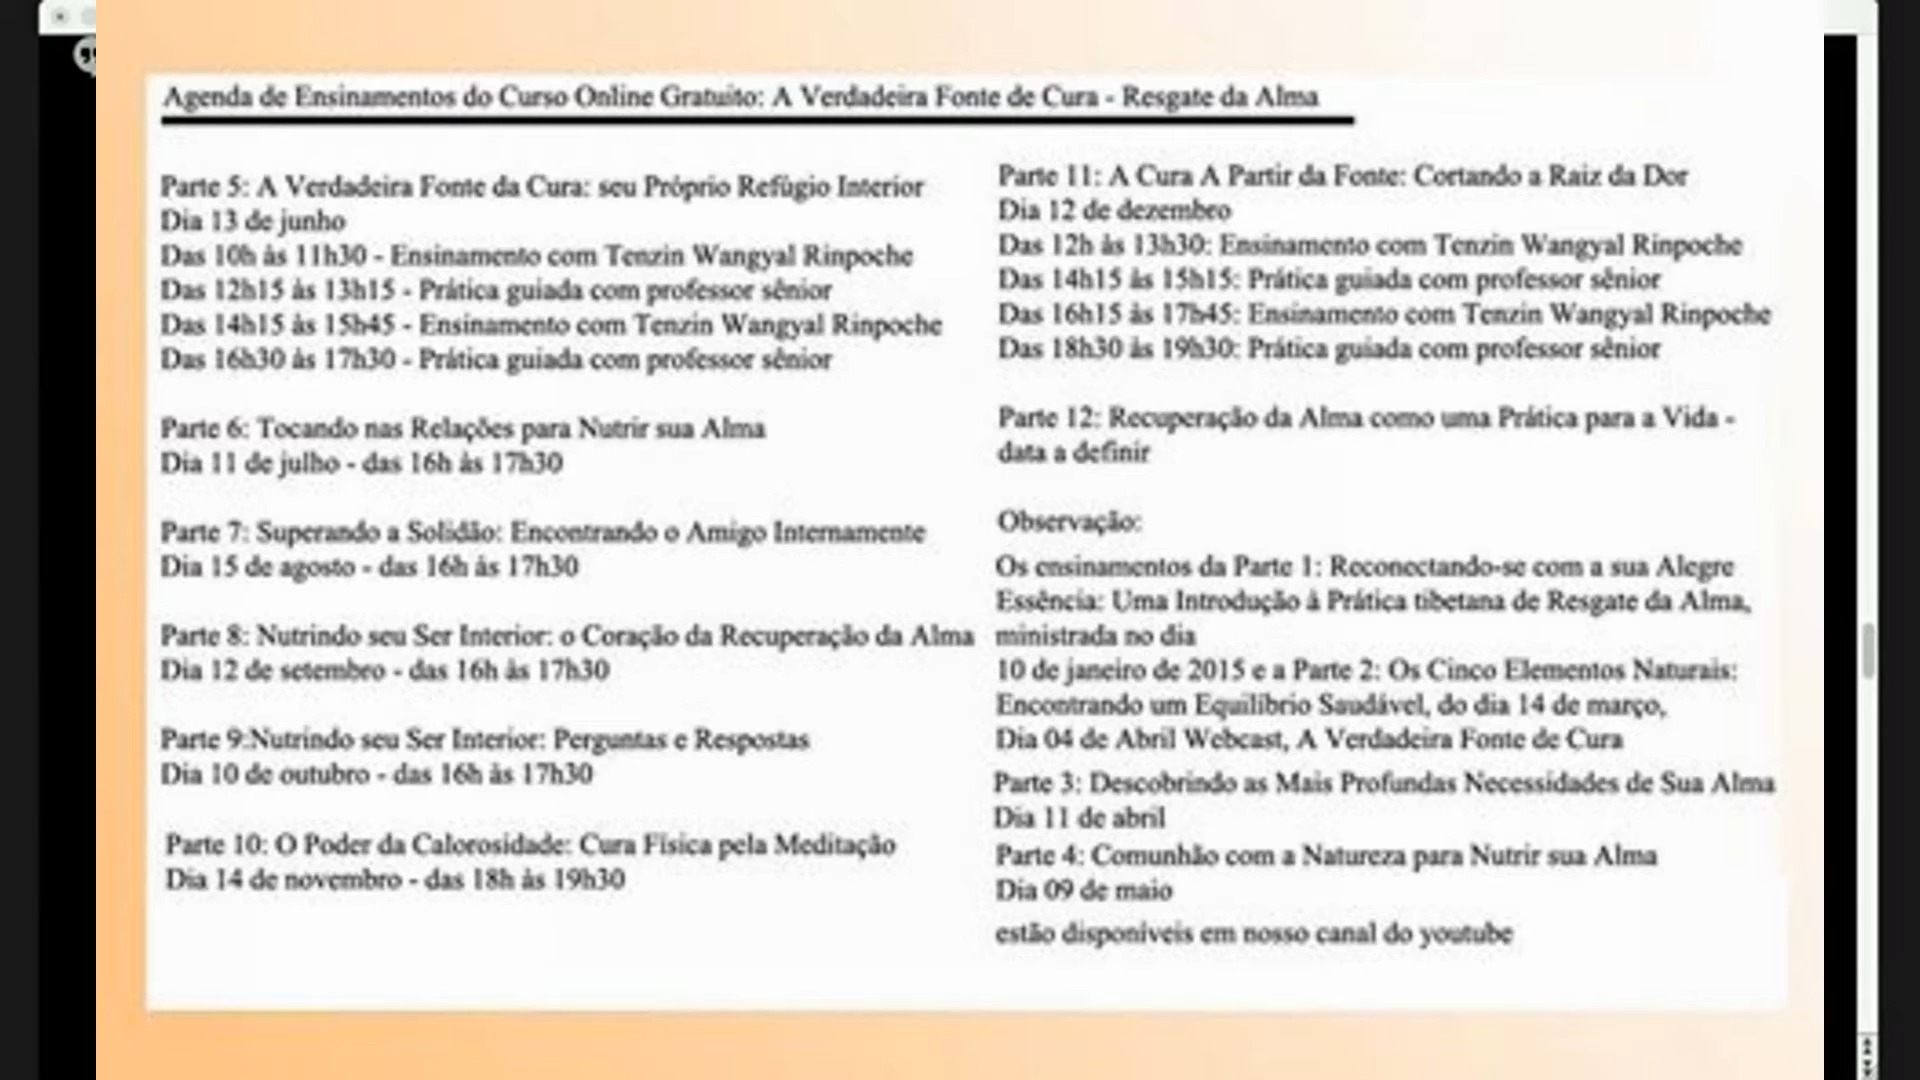 Agenda de Ensinamentos do Curso Online Gratuito: A Verdadeira Fonte de Cura - Resgate da Alma
Parte 5: A Verdadeira Fonte da Cura: seu Próprio Refúgio Interior
Dia 13 de junho
Das 10h às 11h30 - Ensinamento com Tenzin Wangyal Rinpoche
Das 12h15 às 13h15 - Prática guiada com professor sênior
Das 14h15 às 15h45 - Ensinamento com Tenzin Wangyal Rinpoche
Das 16h30 às 17h30 - Prática guiada com professor sênior
Parte 6: Tocando nas Relações para Nutrir sua Alma
Dia 11 de julho - das 16h às 17h30
Parte 7: Superando a Solidão: Encontrando o Amigo Internamente
Dia 15 de agosto - das 16h às 17h30
Parte 8: Nutrindo seu Ser Interior: o Coração da Recuperação da Alma
Dia 12 de setembro - das 16h às 17h30
Parte 9:Nutrindo seu Ser Interior: Perguntas e Respostas
Dia 10 de outubro - das 16h às 17h30
Parte 10: O Poder da Calorosidade: Cura Física pela Meditação
Dia 14 de novembro - das 18h às 19h30
Parte 11: A Cura A Partir da Fonte: Cortando a Raiz da Dor
Dia 12 de dezembro
Das 12h às 13h30: Ensinamento com Tenzin Wangyal Rinpoche
Das 14h15 às 15h15: Prática guiada com professor sênior
Das 16h15 às 17h45: Ensinamento com Tenzin Wangyal Rinpoche
Das 18h30 às 19h30: Prática guiada com professor sênior
Parte 12: Recuperação da Alma como uma Prática para a Vida -
data a definir
Observação:
Os ensinamentos da Parte 1: Reconectando-se com a sua Alegre
Essência: Uma Introdução à Prática tibetana de Resgate da Alma,
ministrada no dia
10 de janeiro de 2015 e a Parte 2: Os Cinco Elementos Naturais:
Encontrando um Equilíbrio Saudável, do dia 14 de março,
Dia 04 de Abril Webcast, A Verdadeira Fonte de Cura
Parte 3: Descobrindo as Mais Profundas Necessidades de Sua Alma
Dia 11 de abril
Parte 4: Comunhão com a Natureza para Nutrir sua Alma
Dia 09 de maio
estão disponíveis em nosso canal do youtube